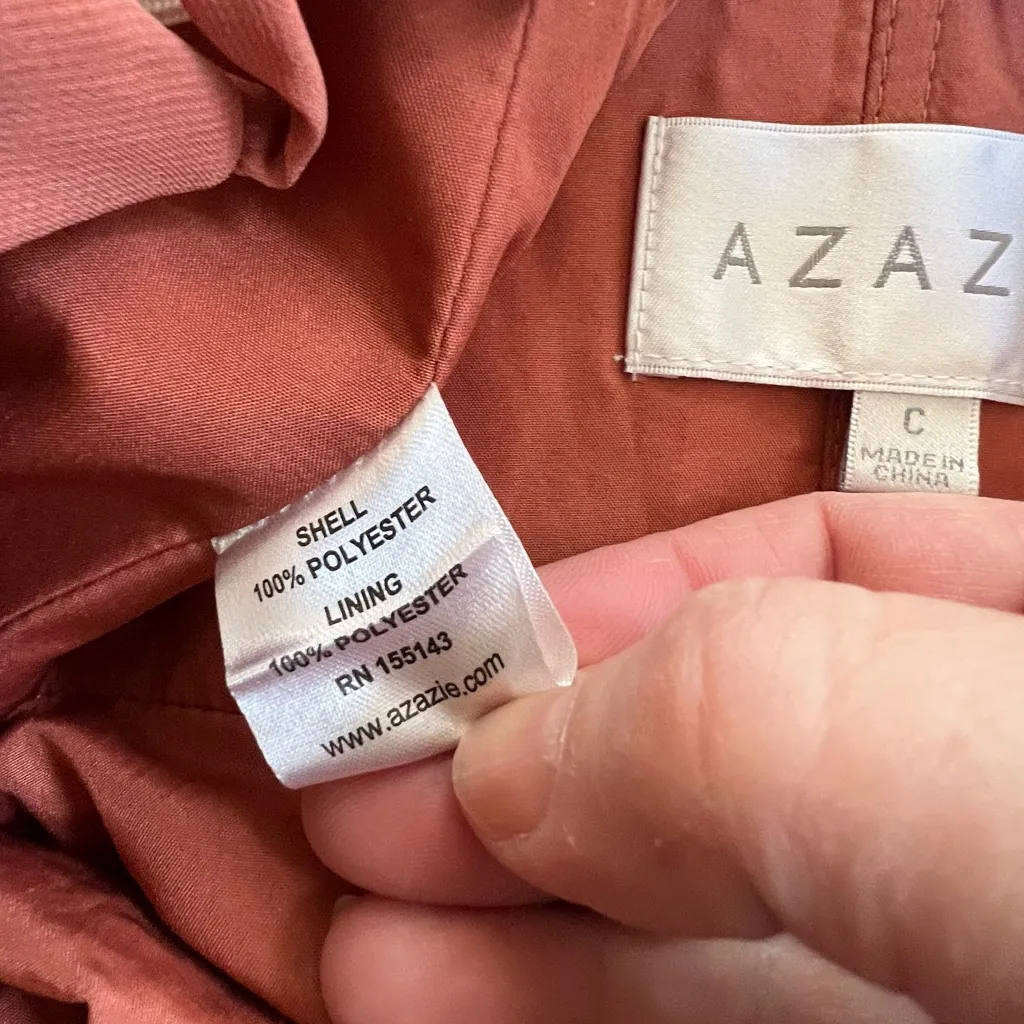 AZAZ
C
MADE IN
CHINA
SHELL
100% POLYESTER
LINING
100% POLYESTER
RN 155143
www.azazie.com